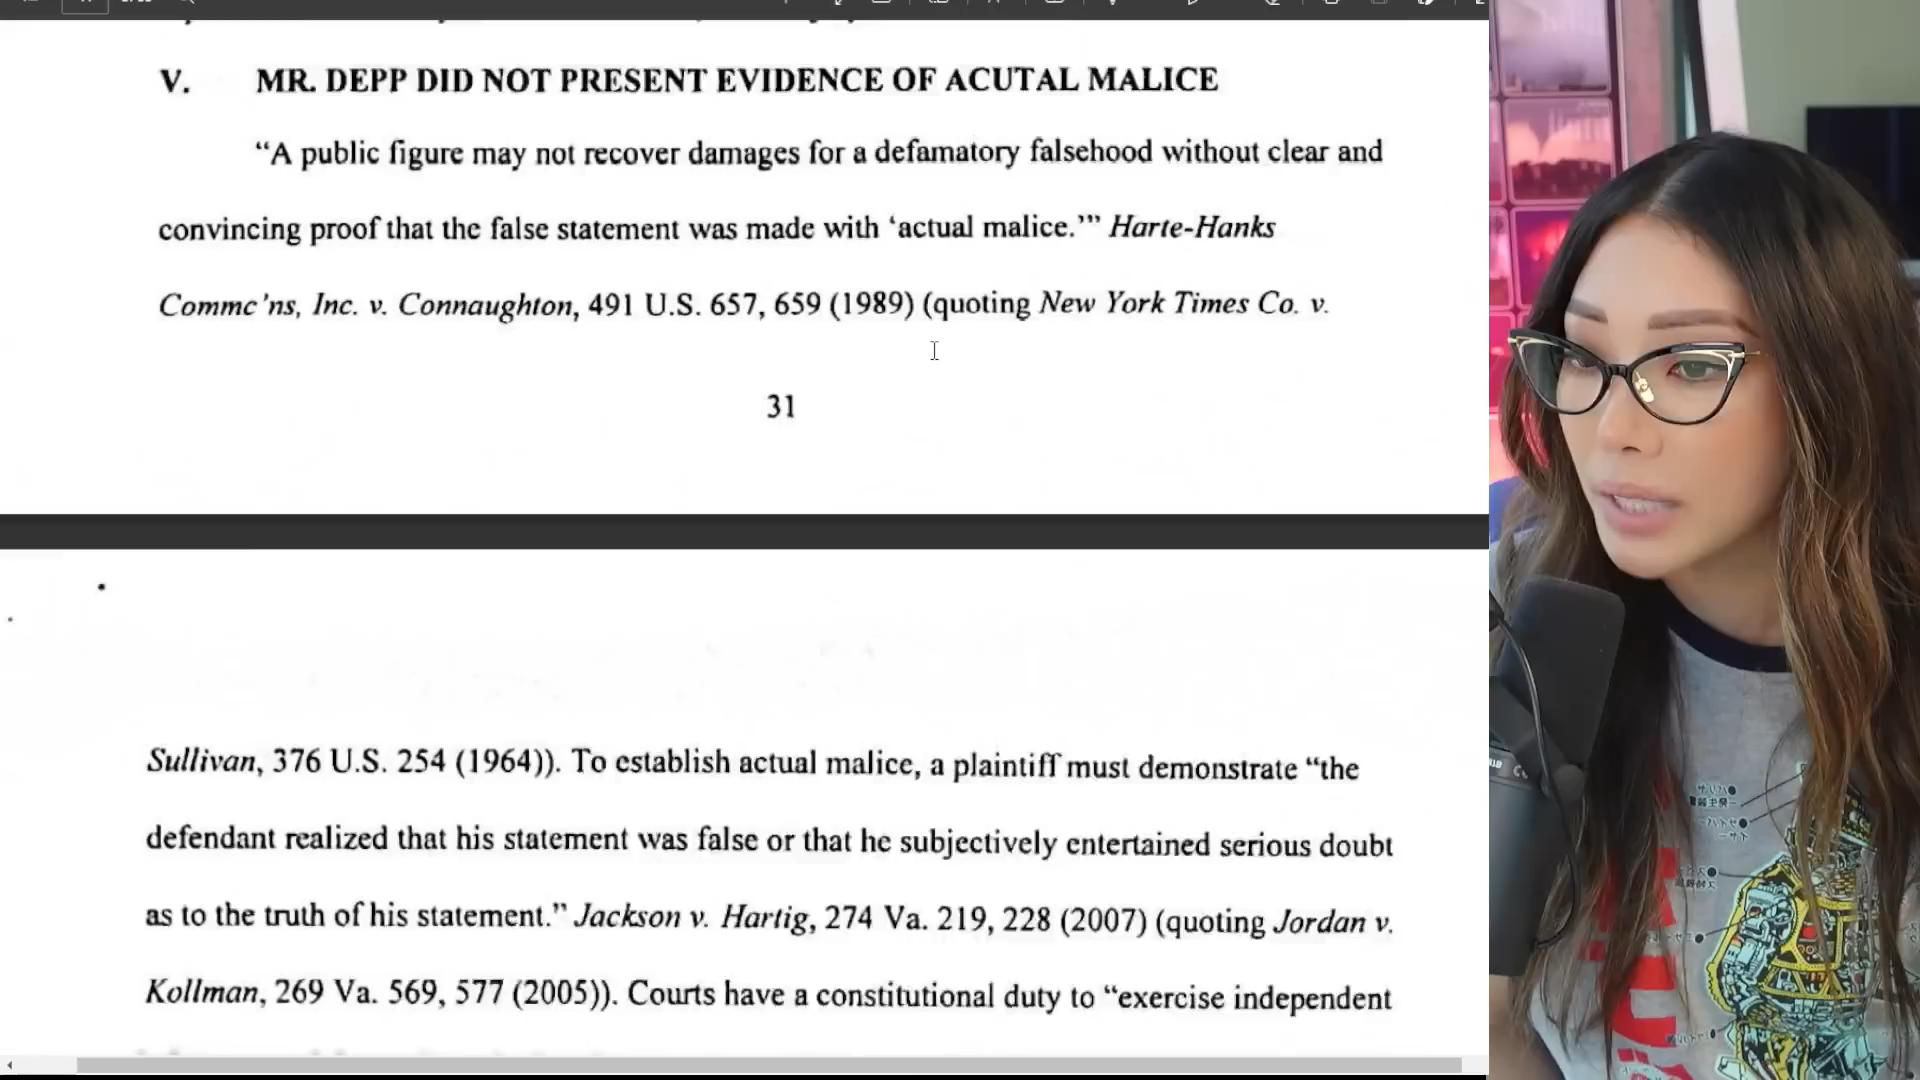 V. MR. DEPP DID NOT PRESENT EVIDENCE OF ACUTAL MALICE
“A public figure may not recover damages for a defamatory falsehood without clear and
convincing proof that the false statement was made with ‘actual malice.’” Harte-Hanks
Commc’ns, Inc. v. Connaughton, 491 U.S. 657, 659 (1989) (quoting New York Times Co. v.
31
Sullivan, 376 U.S. 254 (1964)). To establish actual malice, a plaintiff must demonstrate “the
defendant realized that his statement was false or that he subjectively entertained serious doubt
as to the truth of his statement.” Jackson v. Hartig, 274 Va. 219, 228 (2007) (quoting Jordan v.
Kollman, 269 Va. 569, 577 (2005)). Courts have a constitutional duty to “exercise independent